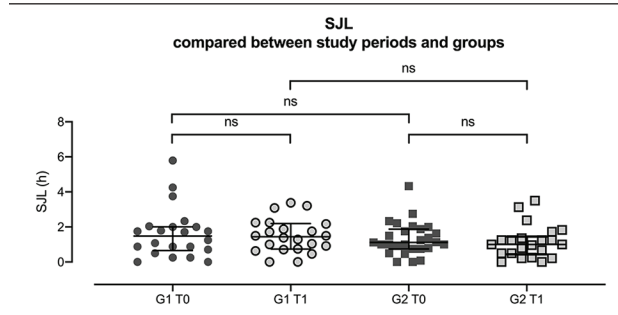 SJL
compared between study periods and groups
ns
ns
ns
ns
8
6
4
2
0
SJL (h)
G1 T0
G1 T1
G2 T0
G2 T1